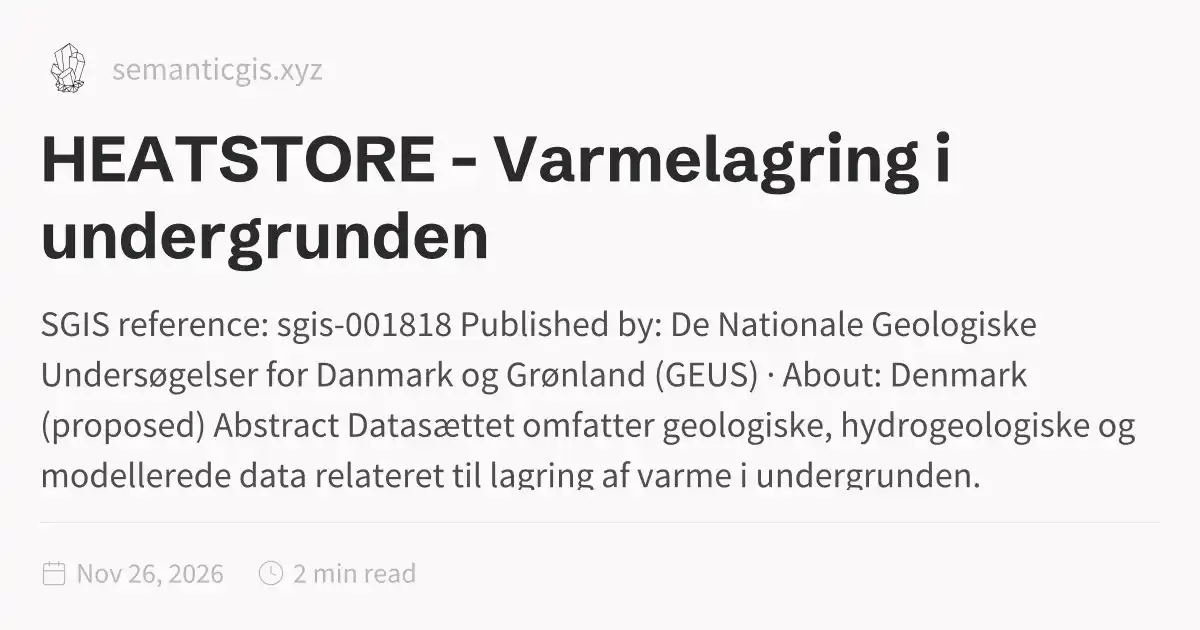 semanticgis.xyz
HEATSTORE - Varmelagring i
undergrunden
SGIS reference: sgis-001818 Published by: De Nationale Geologiske
Undersøgelser for Danmark og Grønland (GEUS) · About: Denmark
(proposed) Abstract Datasættet omfatter geologiske, hydrogeologiske og
modellerede data relateret til lagring af varme i undergrunden.
Nov 26, 2026 2 min read